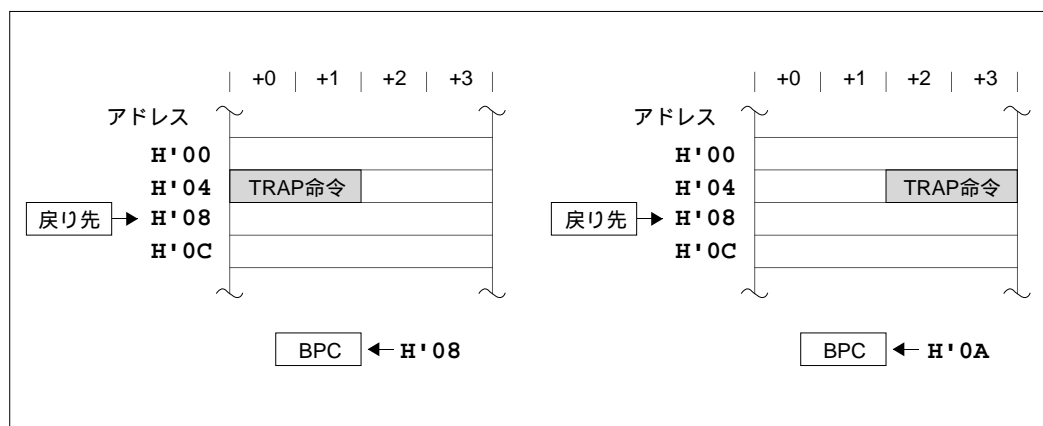 +0 +1 +2 +3
アドレス
H'00
H'04 TRAP命令
戻り先 H'08
H'0C
BPC H'08
+0 +1 +2 +3
アドレス
H'00
H'04 TRAP命令
戻り先 H'08
H'0C
BPC H'0A